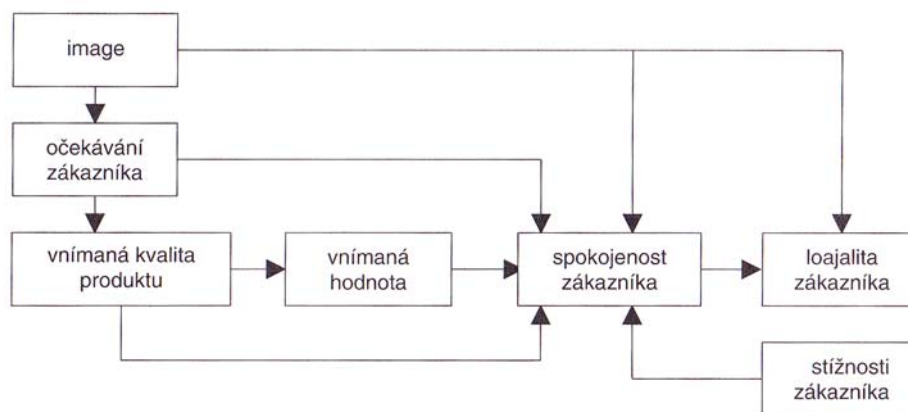 image
očekávání
zákazníka
vnímaná kvalita
produktu
vnímaná
hodnota
spokojenost
zákazníka
loajalita
zákazníka
stížnosti
zákazníka